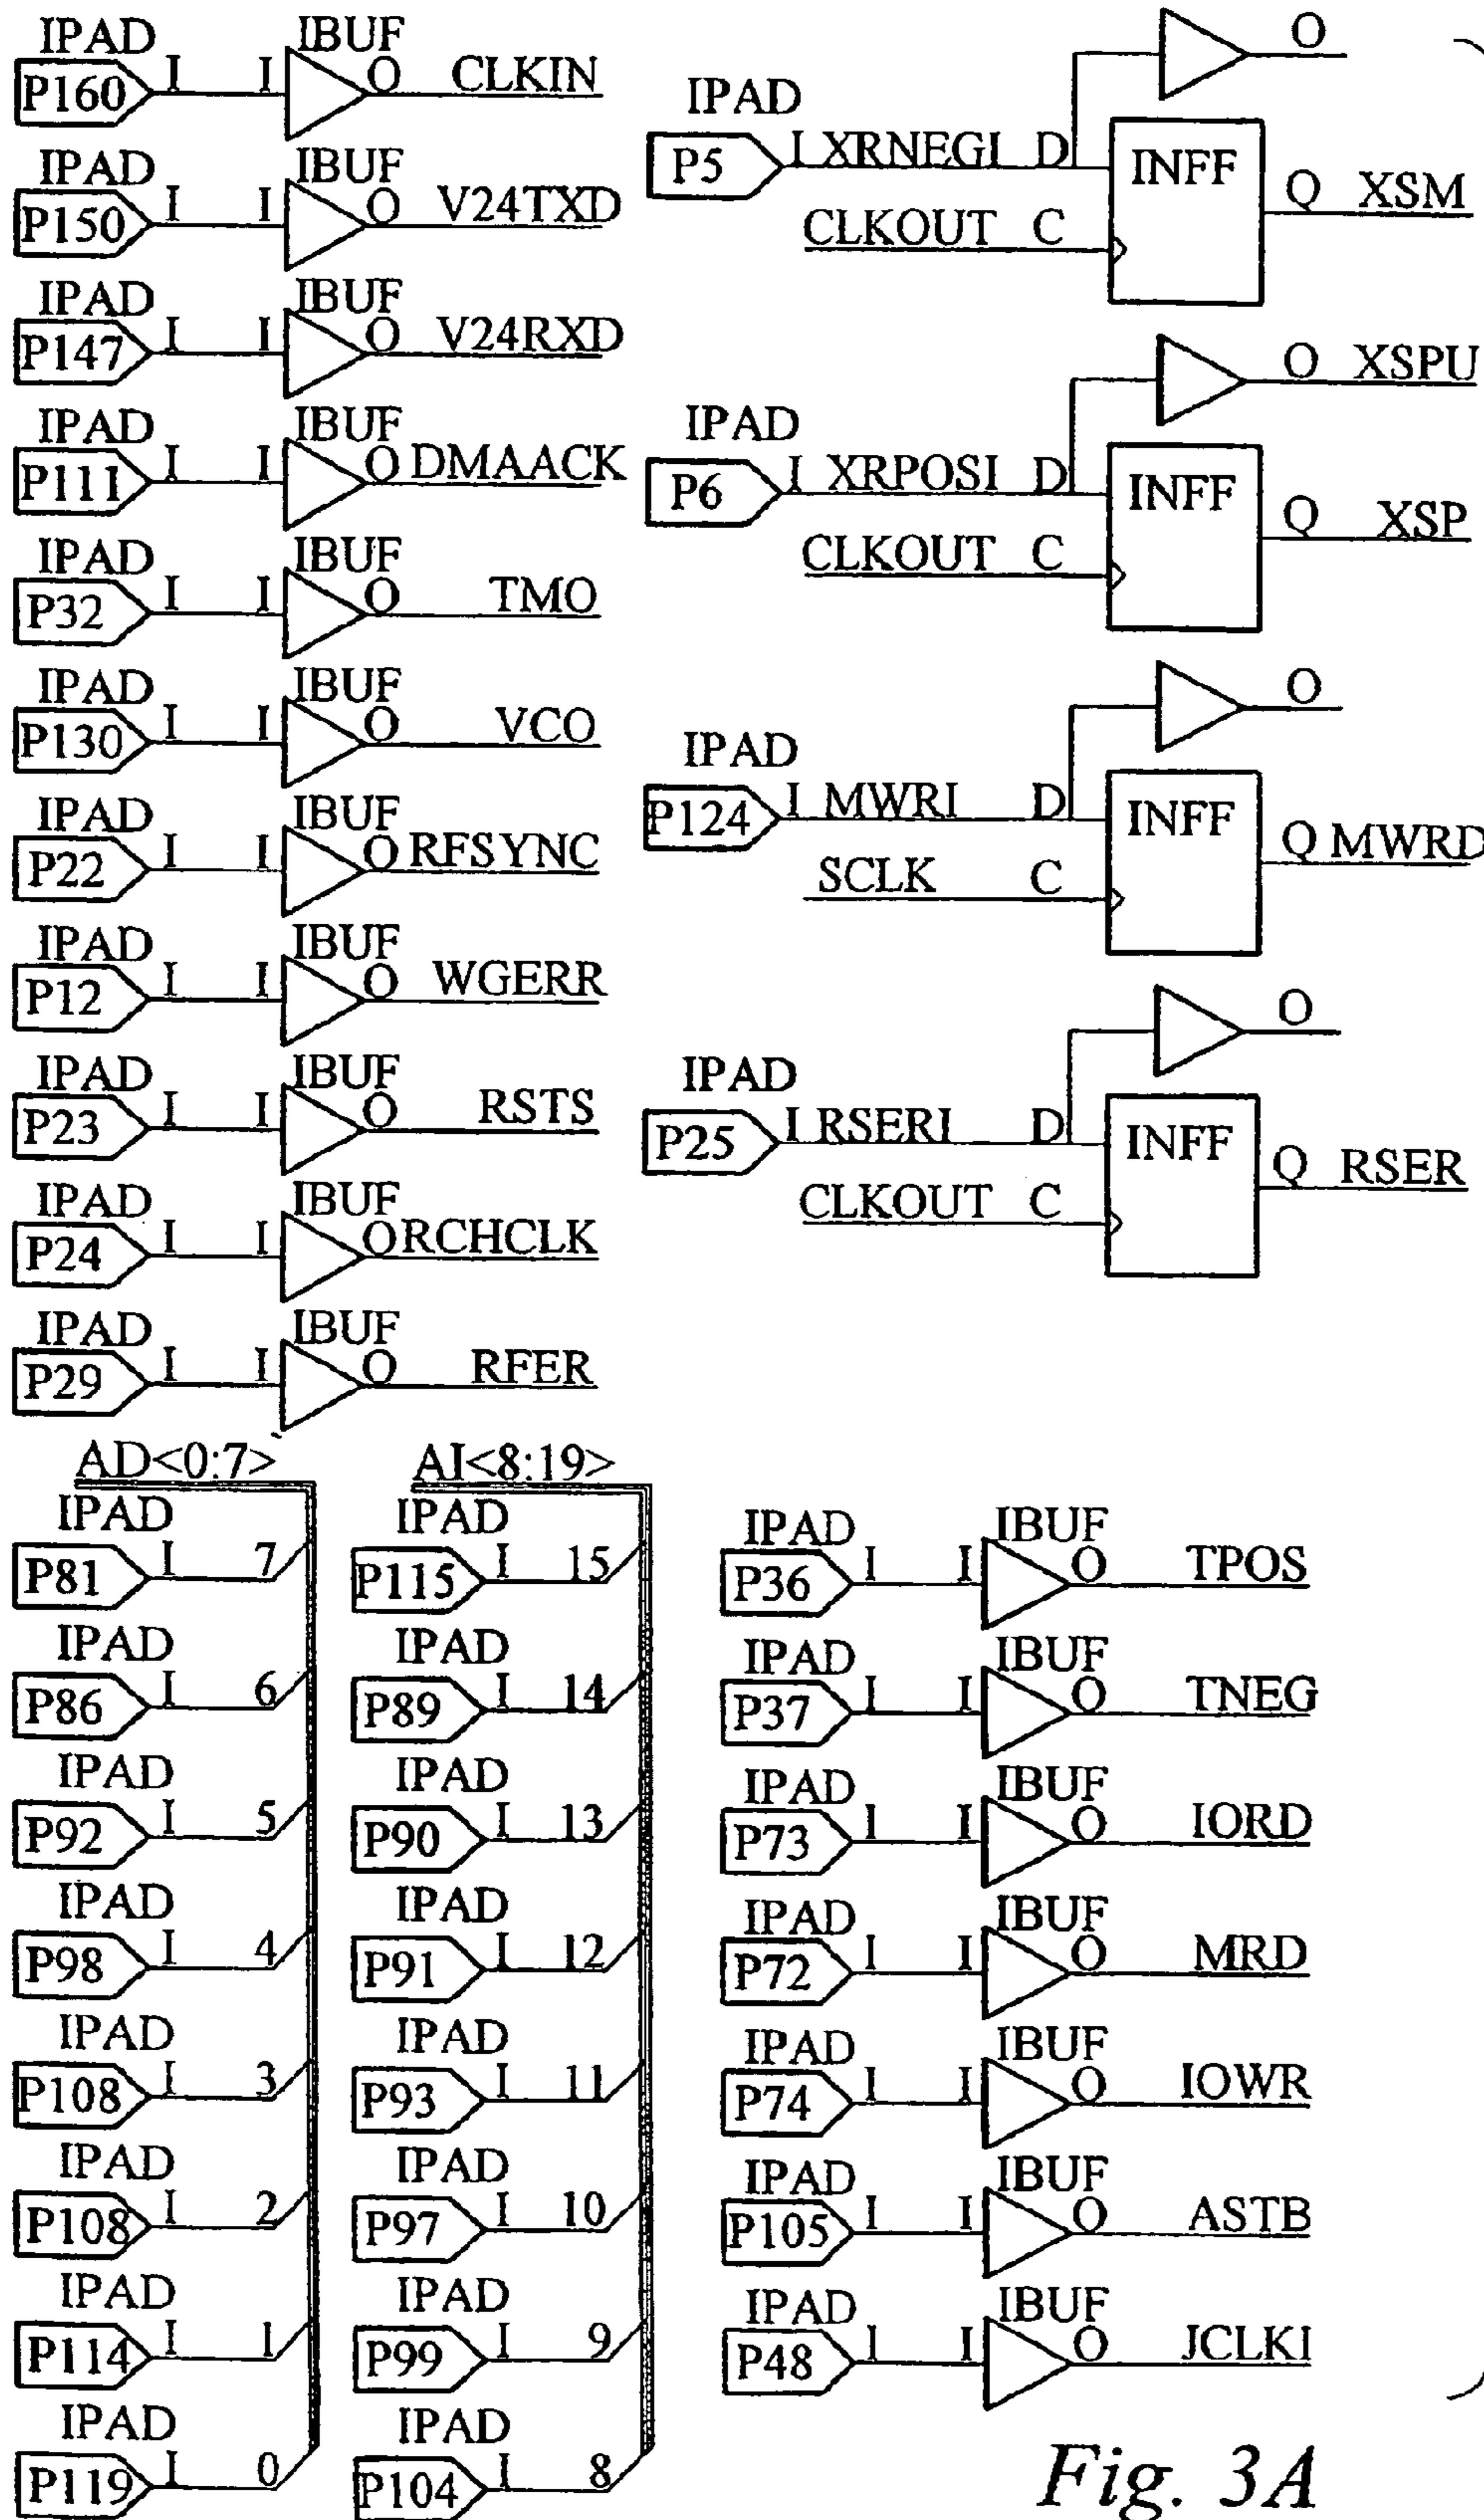 IPAD IBUF
P160 I I O CLKIN
IPAD IBUF
P150 I I O V24TXD
IPAD IBUF
P147 I I O V24RXD
IPAD IBUF
P111 I I O DMAACK
IPAD IBUF
P32 I I O TMO
IPAD IBUF
P130 I I O VCO
IPAD IBUF
P22 I I O RFSYNC
IPAD IBUF
P12 I I O WGERR
IPAD IBUF
P23 I I O RSTS
IPAD IBUF
P24 I I O RCHCLK
IPAD IBUF
P29 I I O RFER
O
IPAD
P5 I XRNEGI D INFF
Q XSM
CLKOUT C
O XSPU
IPAD
P6 I XRPOSI D INFF
Q XSP
CLKOUT C
O
IPAD
P124 I MWRI D INFF
Q MWRD
SCLK C
O
IPAD
P25 I RSERI D INFF
Q RSER
CLKOUT C
AD<0:7>
IPAD
P81 I 7
IPAD
P86 I 6
IPAD
P92 I 5
IPAD
P98 I 4
IPAD
P108 I 3
IPAD
P108 I 2
IPAD
P114 I 1
IPAD
P119 I 0
AI<8:19>
IPAD
P115 I 15
IPAD
P89 I 14
IPAD
P90 I 13
IPAD
P91 I 12
IPAD
P93 I 11
IPAD
P97 I 10
IPAD
P99 I 9
IPAD
P104 I 8
IPAD IBUF
P36 I I O TPOS
IPAD IBUF
P37 I I O TNEG
IPAD IBUF
P73 I I O IORD
IPAD IBUF
P72 I I O MRD
IPAD IBUF
P74 I I O IOWR
IPAD IBUF
P105 I I O ASTB
IPAD IBUF
P48 I I O JCLKI
Fig. 3A